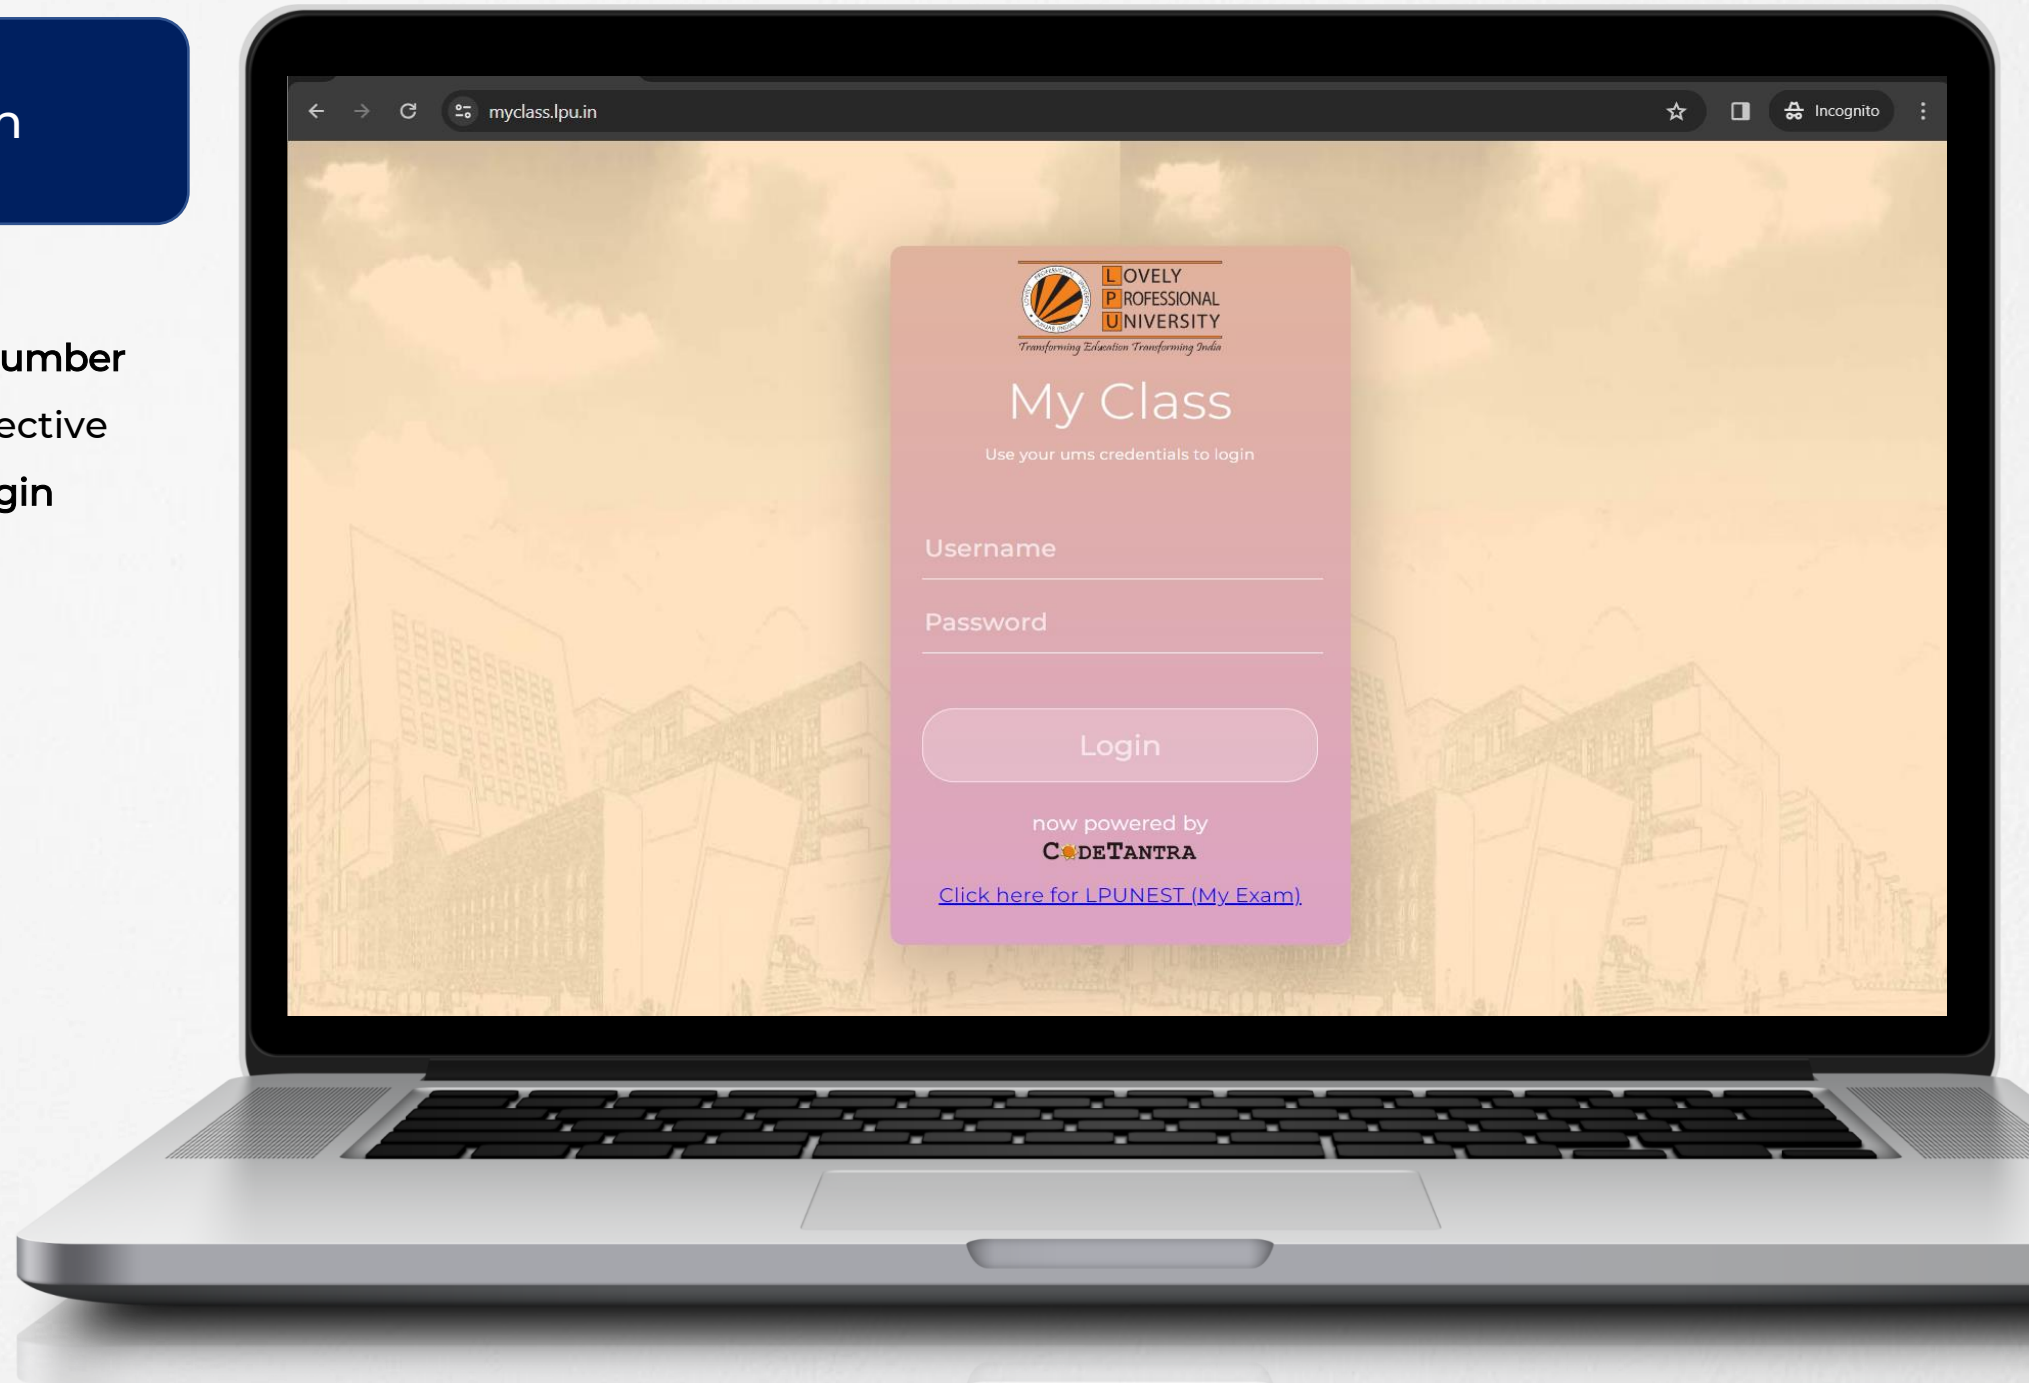 n
umber
ective
gin
myclass.lpu.in
Incognito
LOVELY
PROFESSIONAL
UNIVERSITY
Transforming Education Transforming India
My Class
Use your ums credentials to login
Username
Password
Login
now powered by
CODETANTRA
Click here for LPUNEST (My Exam)